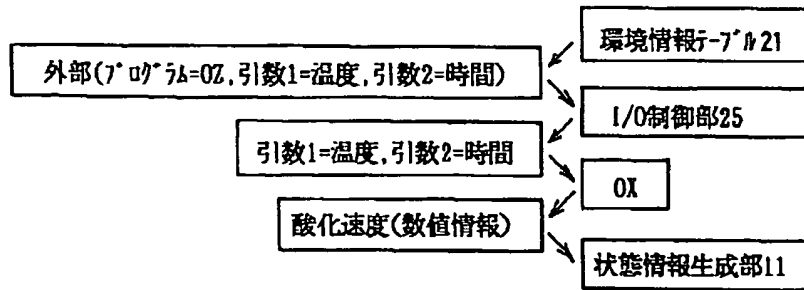 環境情報ﾃｰﾌﾞﾙ21
外部(ﾌﾟﾛｸﾞﾗﾑ=OZ,引数1=温度,引数2=時間)
I/O制御部25
引数1=温度,引数2=時間
OX
酸化速度(数値情報)
状態情報生成部11